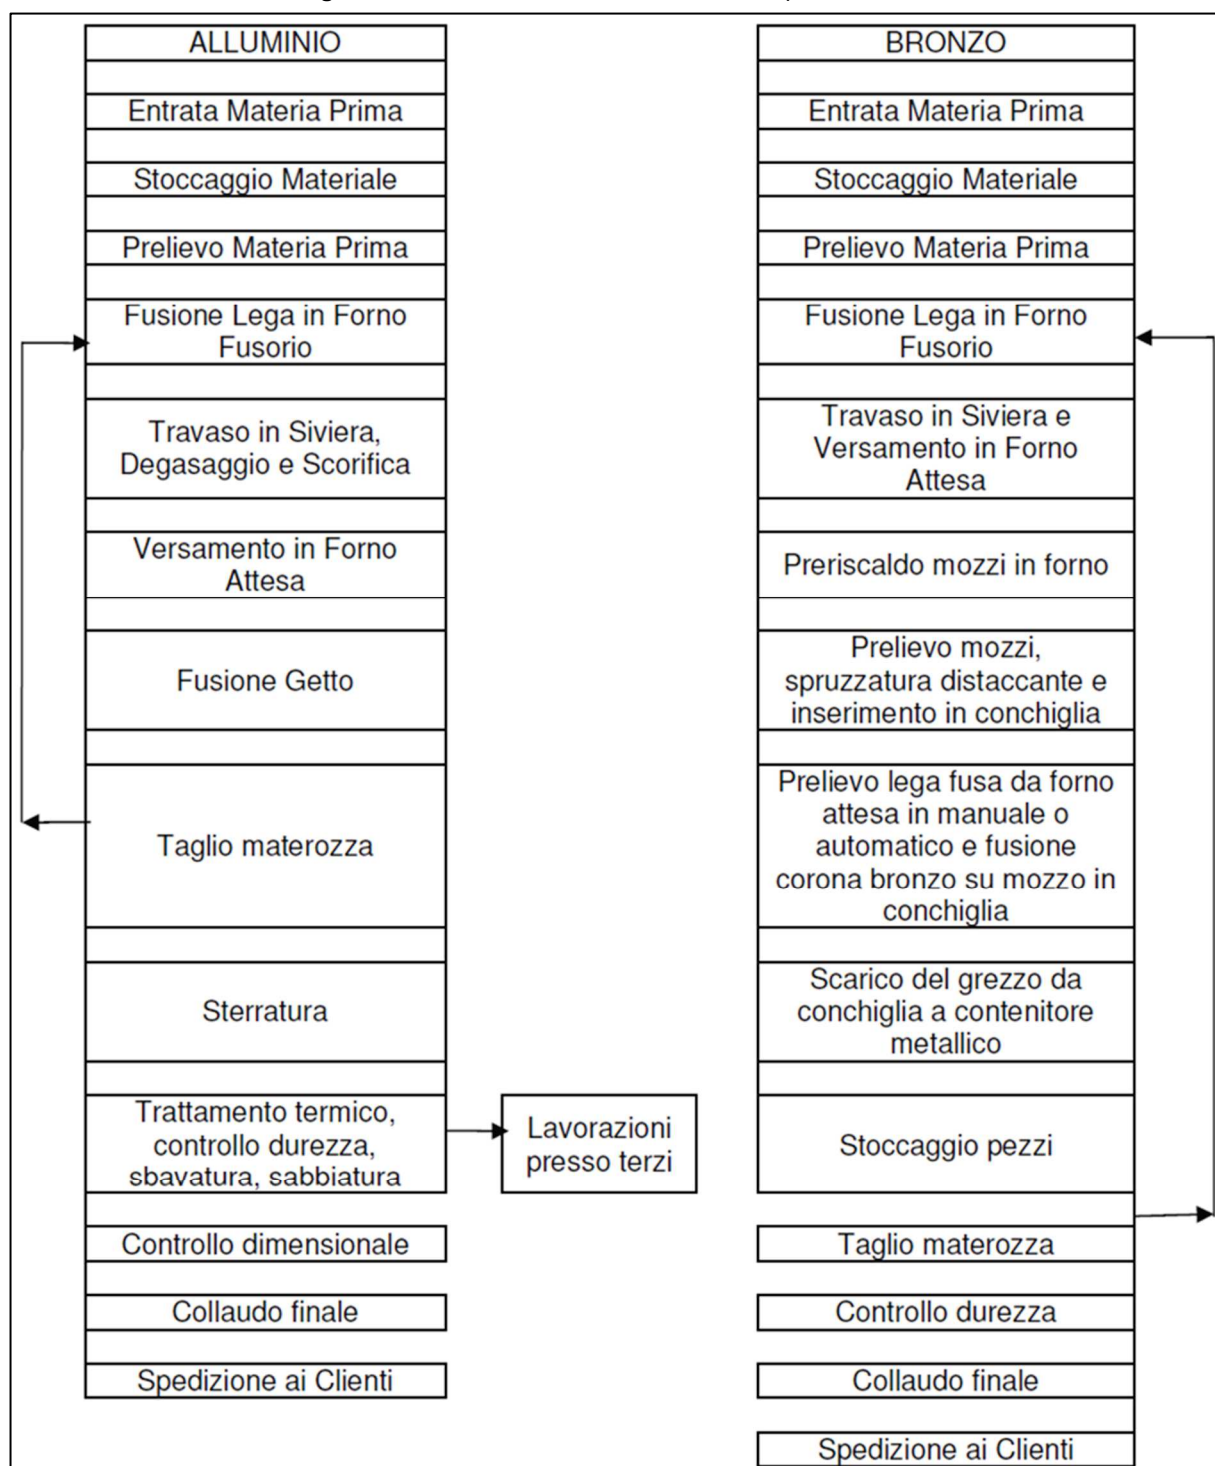 ALLUMINIO
Entrata Materia Prima
Stoccaggio Materiale
Prelievo Materia Prima
Fusione Lega in Forno
Fusorio
Travaso in Siviera,
Degasaggio e Scorifica
Versamento in Forno
Attesa
Fusione Getto
Taglio materozza
Sterratura
Trattamento termico,
controllo durezza,
sbavatura, sabbiatura
Lavorazioni
presso terzi
Controllo dimensionale
Collaudo finale
Spedizione ai Clienti
BRONZO
Entrata Materia Prima
Stoccaggio Materiale
Prelievo Materia Prima
Fusione Lega in Forno
Fusorio
Travaso in Siviera e
Versamento in Forno
Attesa
Preriscaldo mozzi in forno
Prelievo mozzi,
spruzzatura distaccante e
inserimento in conchiglia
Prelievo lega fusa da forno
attesa in manuale o
automatico e fusione
corona bronzo su mozzo in
conchiglia
Scarico del grezzo da
conchiglia a contenitore
metallico
Stoccaggio pezzi
Taglio materozza
Controllo durezza
Collaudo finale
Spedizione ai Clienti